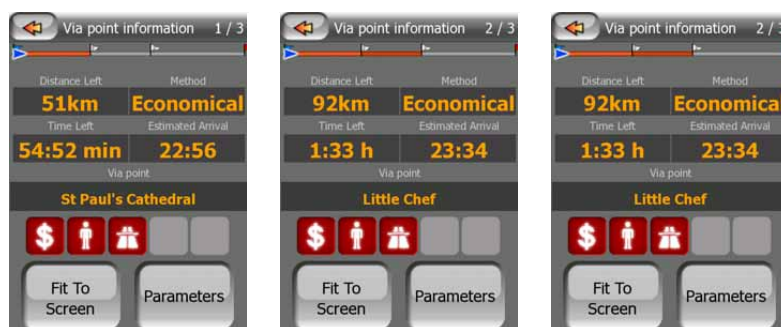 Via point information 1 / 3
Distance Left Method
51km Economical
Time Left Estimated Arrival
54:52 min 22:56
Via point
St Paul's Cathedral
$
Fit To
Screen
Parameters
Via point information 2 / 3
Distance Left Method
92km Economical
Time Left Estimated Arrival
1:33 h 23:34
Via point
Little Chef
$
Fit To
Screen
Parameters
Via point information 2 / 3
Distance Left Method
92km Economical
Time Left Estimated Arrival
1:33 h 23:34
Via point
Little Chef
$
Fit To
Screen
Parameters